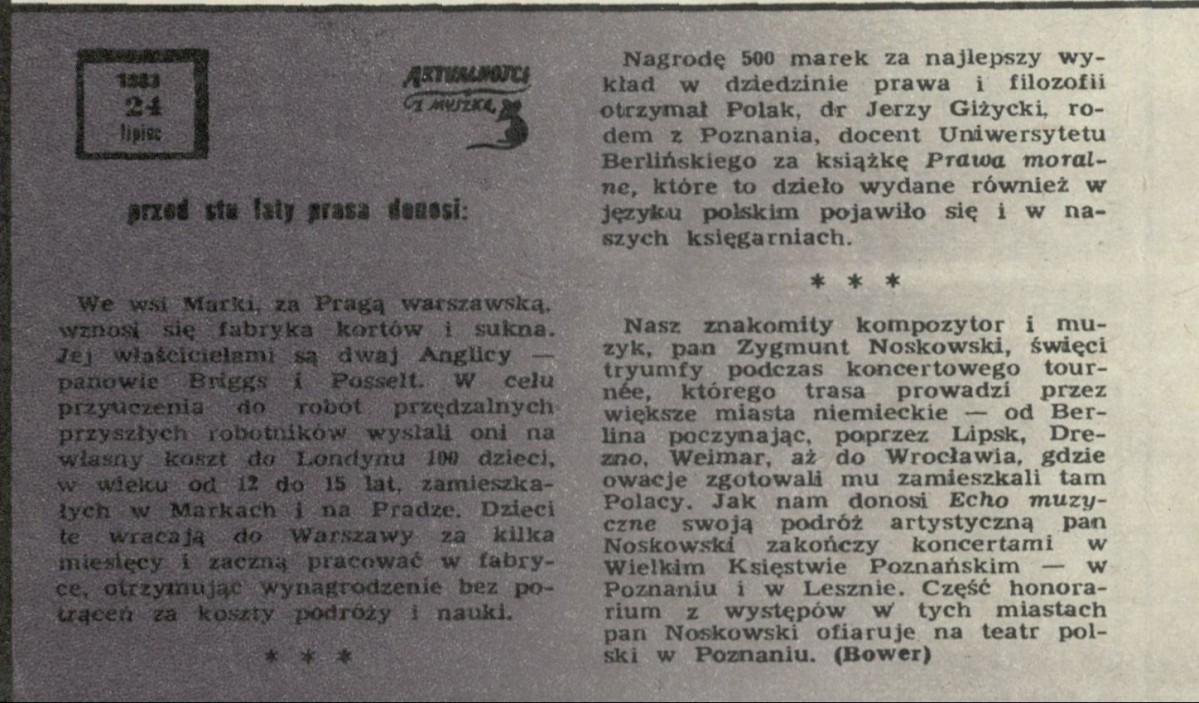 1983
24
lipiec
AKTUALNOŚCI
Z MUSZKĄ
przed stu laty prasa donosi:
We wsi Marki, za Pragą warszawską,
wznosi się fabryka kortów i sukna.
Jej właścicielami są dwaj Anglicy —
panowie Briggs i Posselt. W celu
przyuczenia do robot przędzalnych
przyszłych robotników wysłali oni na
własny koszt do Londynu 100 dzieci,
w wieku od 12 do 15 lat, zamieszka-
łych w Markach i na Pradze. Dzieci
te wracają do Warszawy za kilka
miesięcy i zaczną pracować w fabry-
ce, otrzymując wynagrodzenie bez po-
trąceń za koszty podróży i nauki.
* * *
Nagrodę 500 marek za najlepszy wy-
kład w dziedzinie prawa i filozofii
otrzymał Polak, dr Jerzy Giżycki, ro-
dem z Poznania, docent Uniwersytetu
Berlińskiego za książkę Prawa moral-
ne, które to dzieło wydane również w
języku polskim pojawiło się i w na-
szych księgarniach.
* * *
Nasz znakomity kompozytor i mu-
zyk, pan Zygmunt Noskowski, święci
tryumfy podczas koncertowego tour-
née, którego trasa prowadzi przez
większe miasta niemieckie — od Ber-
lina poczynając, poprzez Lipsk, Dre-
zno, Weimar, aż do Wrocławia, gdzie
owacje zgotowali mu zamieszkali tam
Polacy. Jak nam donosi Echo muzy-
czne swoją podróż artystyczną pan
Noskowski zakończy koncertami w
Wielkim Księstwie Poznańskim — w
Poznaniu i w Lesznie. Część honora-
rium z występów w tych miastach
pan Noskowski ofiaruje na teatr pol-
ski w Poznaniu. (Bower)